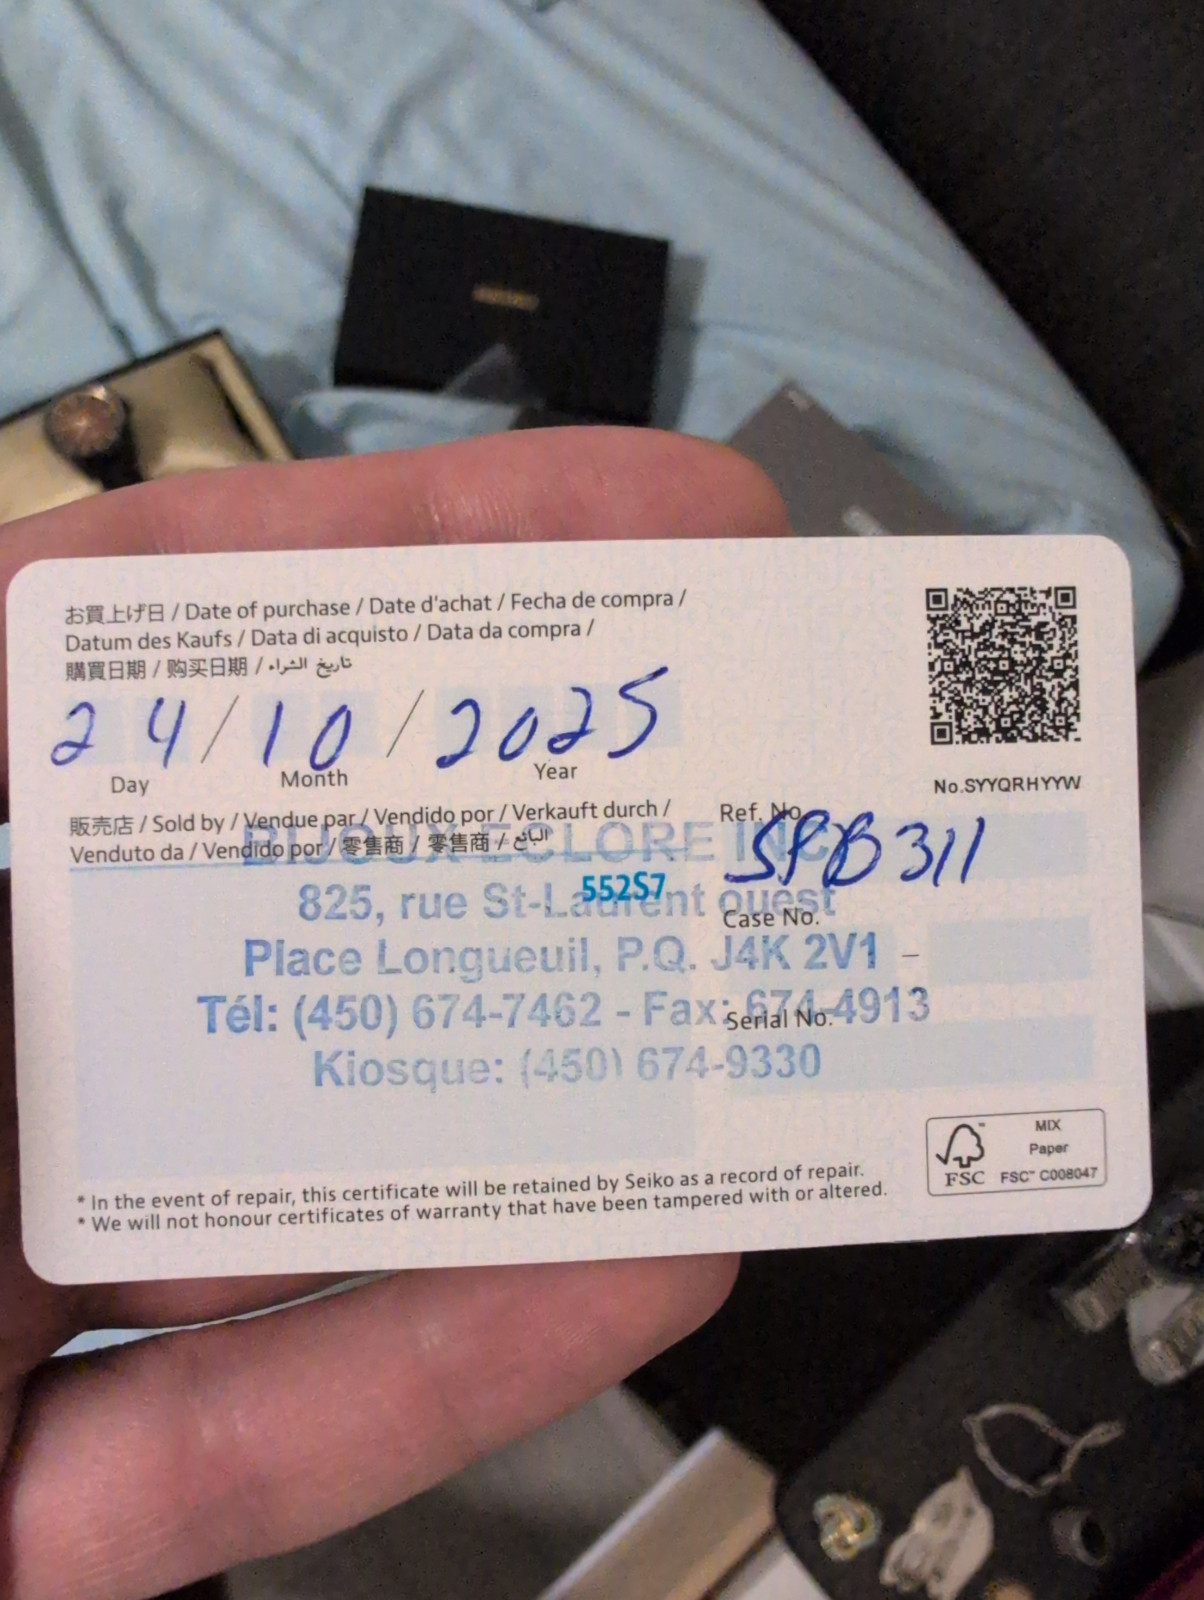 お買上げ日 / Date of purchase / Date d'achat / Fecha de compra /
Datum des Kaufs / Data di acquisto / Data da compra /
購買日期 / 购买日期 / تاريخ الشراء
24/10/2025
Day Month Year
No.SYYQRHYYW
販売店 / Sold by / Vendue par / Vendido por / Verkauft durch /
Venduto da / Vendido por / 零售商 / 零售商 / البائع
BIJOUX ECLORE INC
825, rue St-Laurent ouest
55257
Place Longueuil, P.Q. J4K 2V1
Tél: (450) 674-7462 - Fax: 674-4913
Kiosque: (450) 674-9330
Ref. No.
SPB311
Case No.
–
Serial No.
FSC™
MIX
Paper
FSC™ C008047
* In the event of repair, this certificate will be retained by Seiko as a record of repair.
* We will not honour certificates of warranty that have been tampered with or altered.